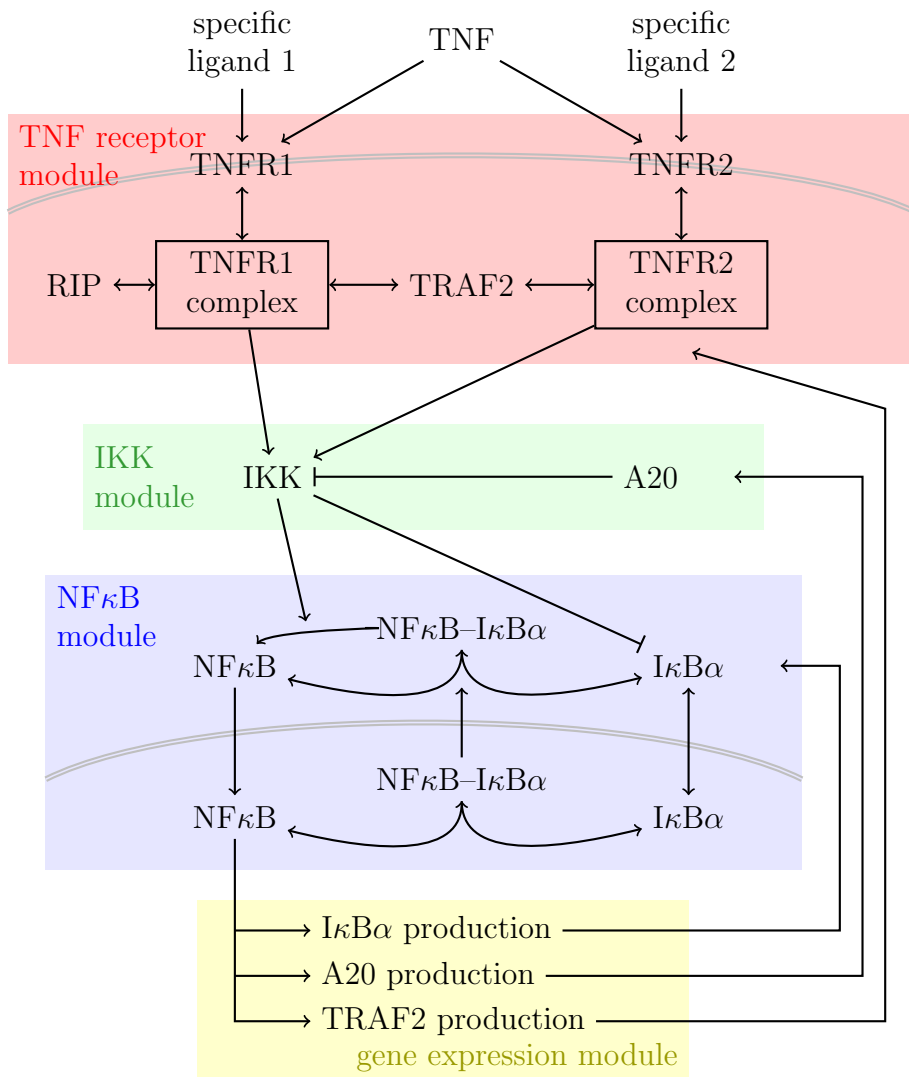 specific
ligand 1
TNF
specific
ligand 2
TNF receptor
module
TNFR1
TNFR2
RIP
TNFR1
complex
TRAF2
TNFR2
complex
IKK
module
IKK
A20
NFκB
module
NFκB–IκBα
NFκB
IκBα
NFκB–IκBα
NFκB
IκBα
IκBα production
A20 production
TRAF2 production
gene expression module